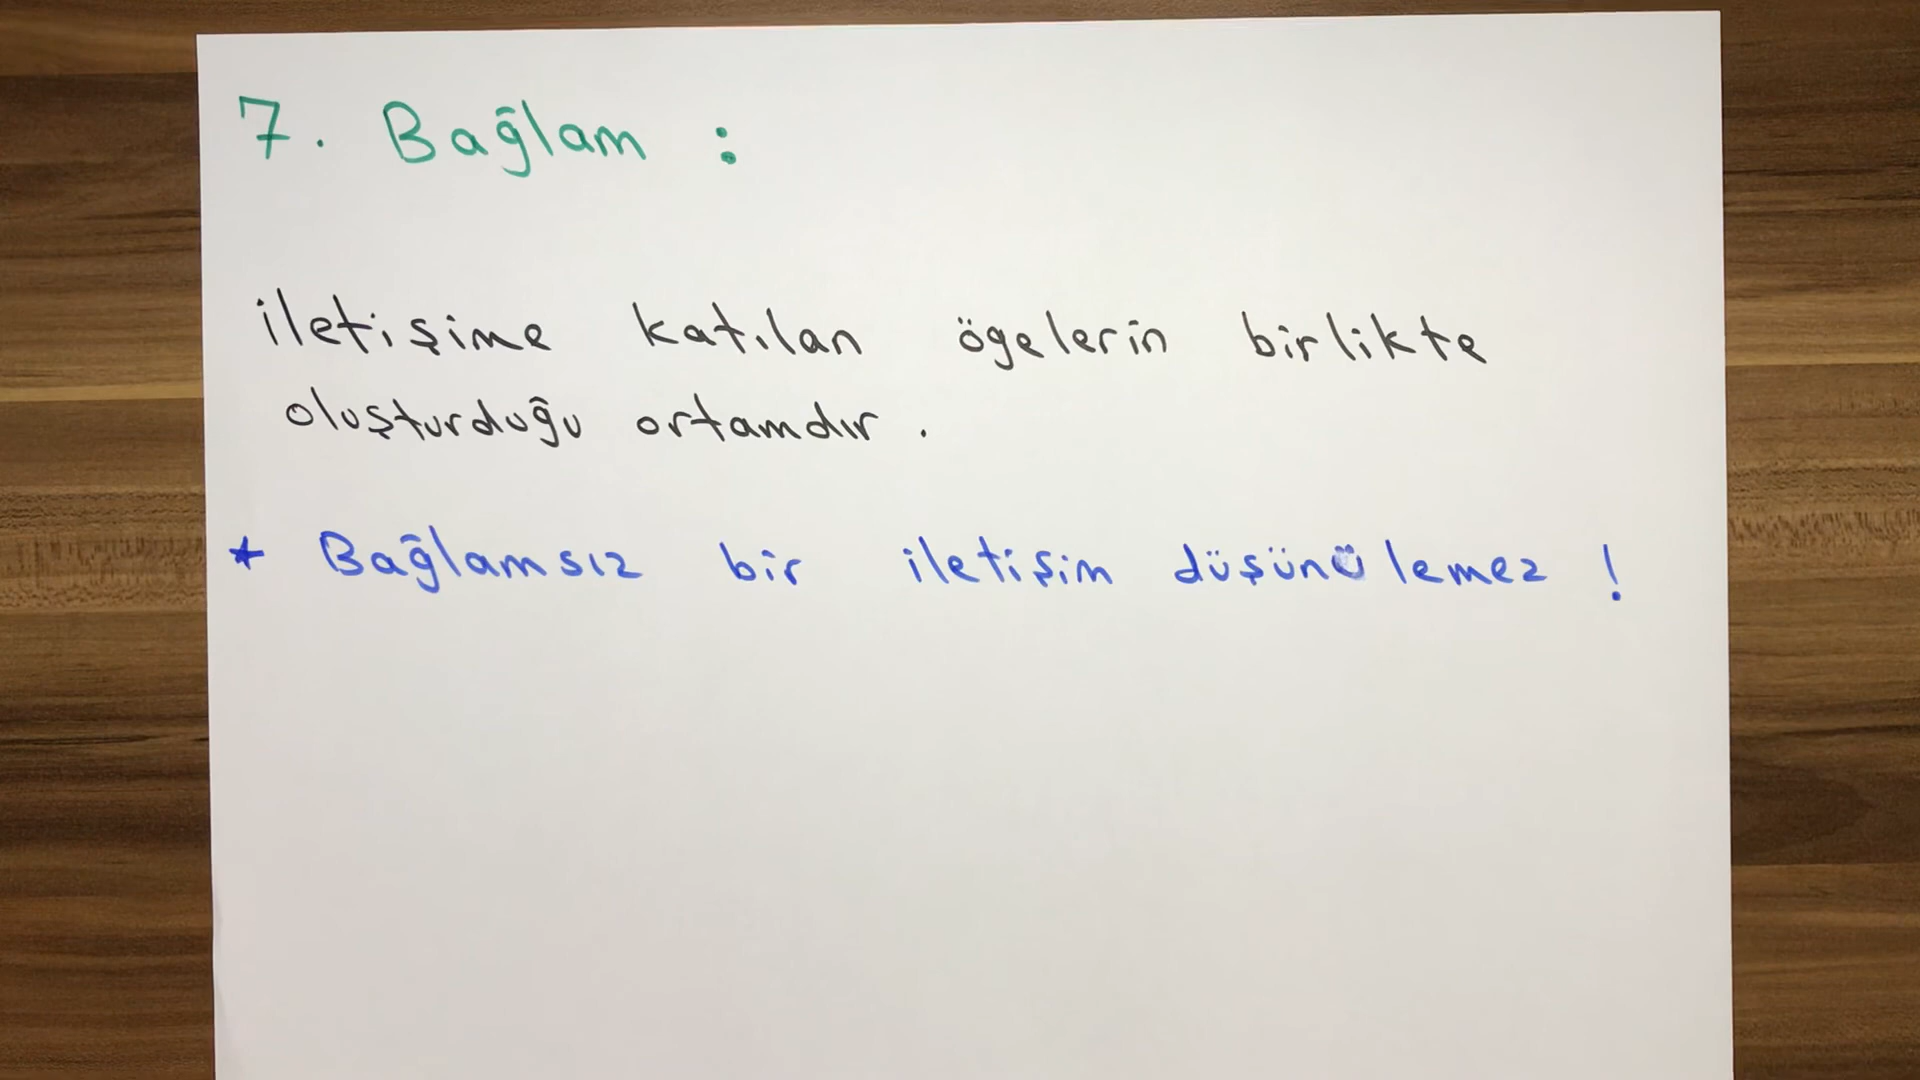 7. Bağlam :
iletişime katılan ögelerin birlikte
oluşturduğu ortamdır .
* Bağlamsız bir iletişim düşünülemez !